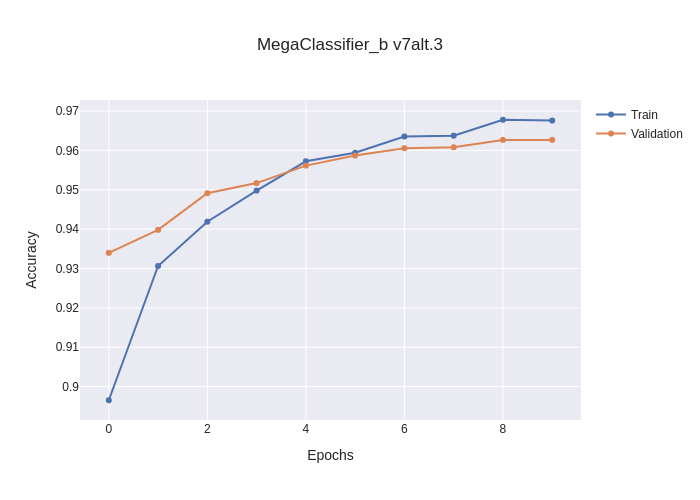 MegaClassifier_b v7alt.3
Train
Validation
0.97
0.96
0.95
0.94
0.93
0.92
0.91
0.9
Accuracy
0 2 4 6 8
Epochs